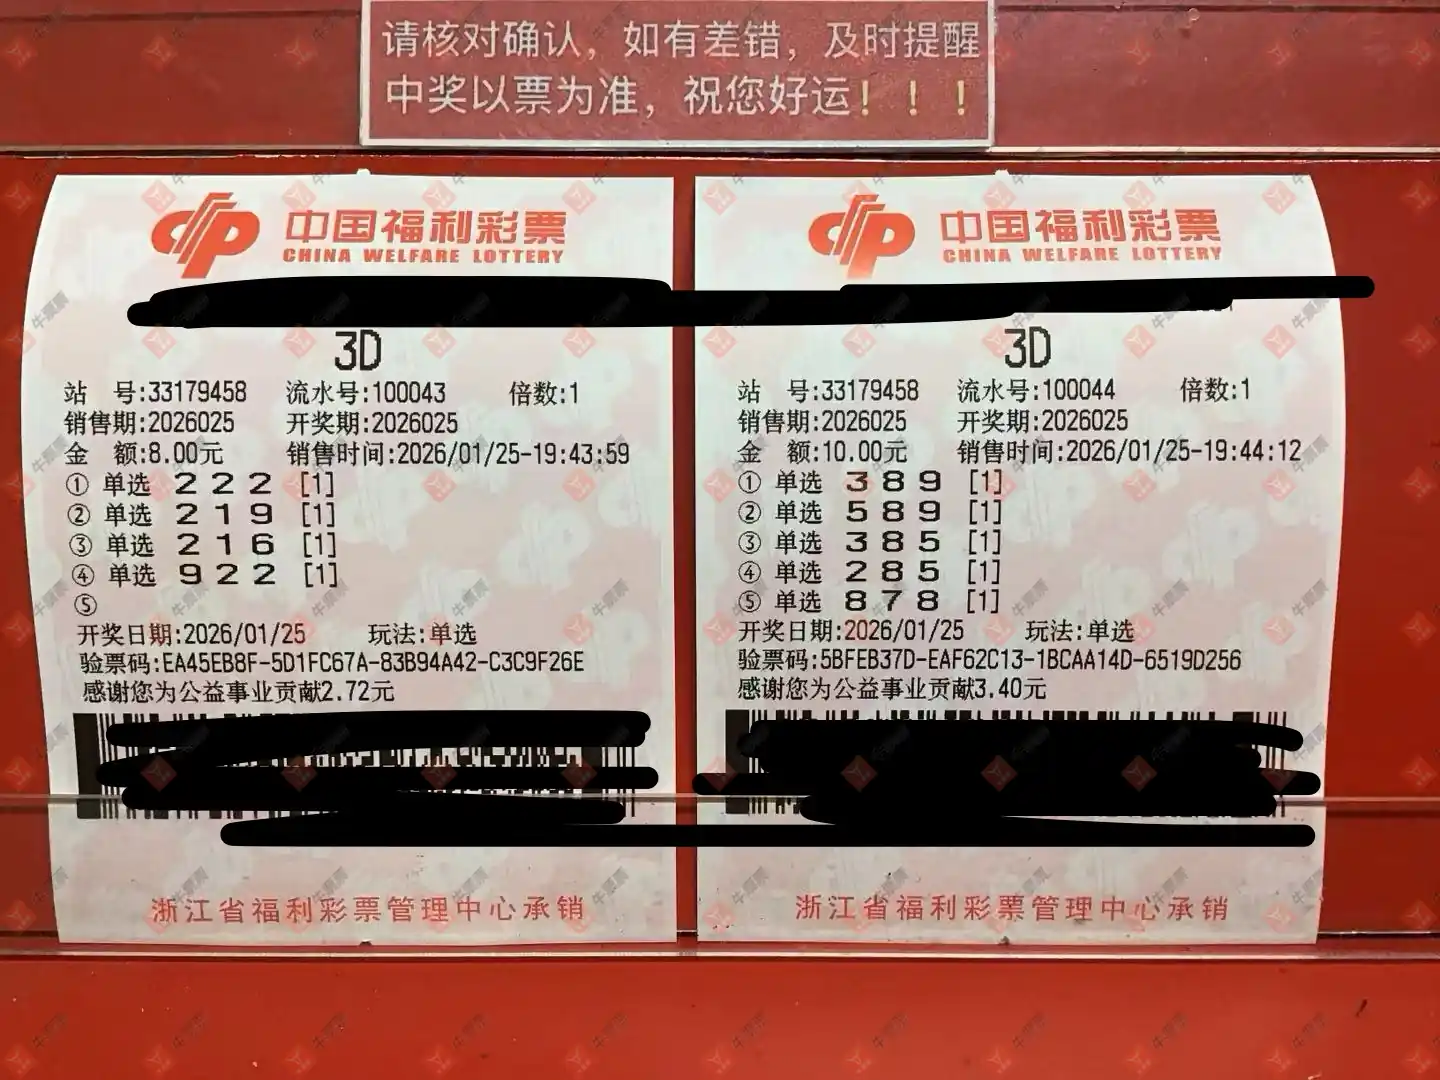 请核对确认，如有差错，及时提醒
中奖以票为准，祝您好运！！！
中国福利彩票
CHINA WELFARE LOTTERY
3D
站 号:33179458 流水号:100043 倍数:1
销售期:2026025 开奖期:2026025
金 额:8.00元 销售时间:2026/01/25-19:43:59
① 单选 2 2 2 [1]
② 单选 2 1 9 [1]
③ 单选 2 1 6 [1]
④ 单选 9 2 2 [1]
⑤
开奖日期:2026/01/25 玩法:单选
验票码:EA45EB8F-5D1FC67A-83B94A42-C3C9F26E
感谢您为公益事业贡献2.72元
浙江省福利彩票管理中心承销
中国福利彩票
CHINA WELFARE LOTTERY
3D
站 号:33179458 流水号:100044 倍数:1
销售期:2026025 开奖期:2026025
金 额:10.00元 销售时间:2026/01/25-19:44:12
① 单选 3 8 9 [1]
② 单选 5 8 9 [1]
③ 单选 3 8 5 [1]
④ 单选 2 8 5 [1]
⑤ 单选 8 7 8 [1]
开奖日期:2026/01/25 玩法:单选
验票码:5BFEB37D-EAF62C13-1BCAA14D-6519D256
感谢您为公益事业贡献3.40元
浙江省福利彩票管理中心承销